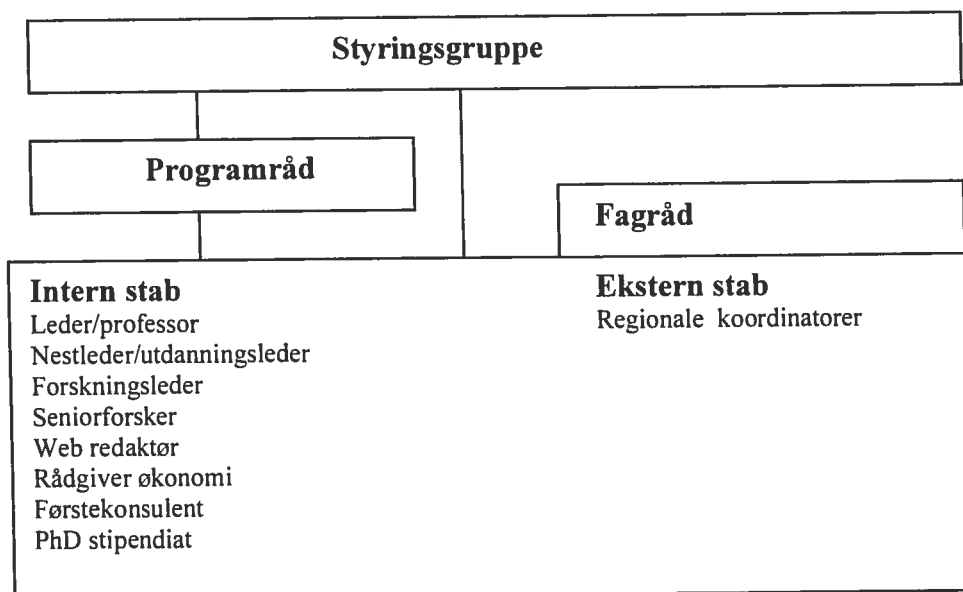 Styringsgruppe
Programråd
Fagråd
Intern stab
Leder/professor
Nestleder/utdanningsleder
Forskningsleder
Seniorforsker
Web redaktør
Rådgiver økonomi
Førstekonsulent
PhD stipendiat
Ekstern stab
Regionale koordinatorer